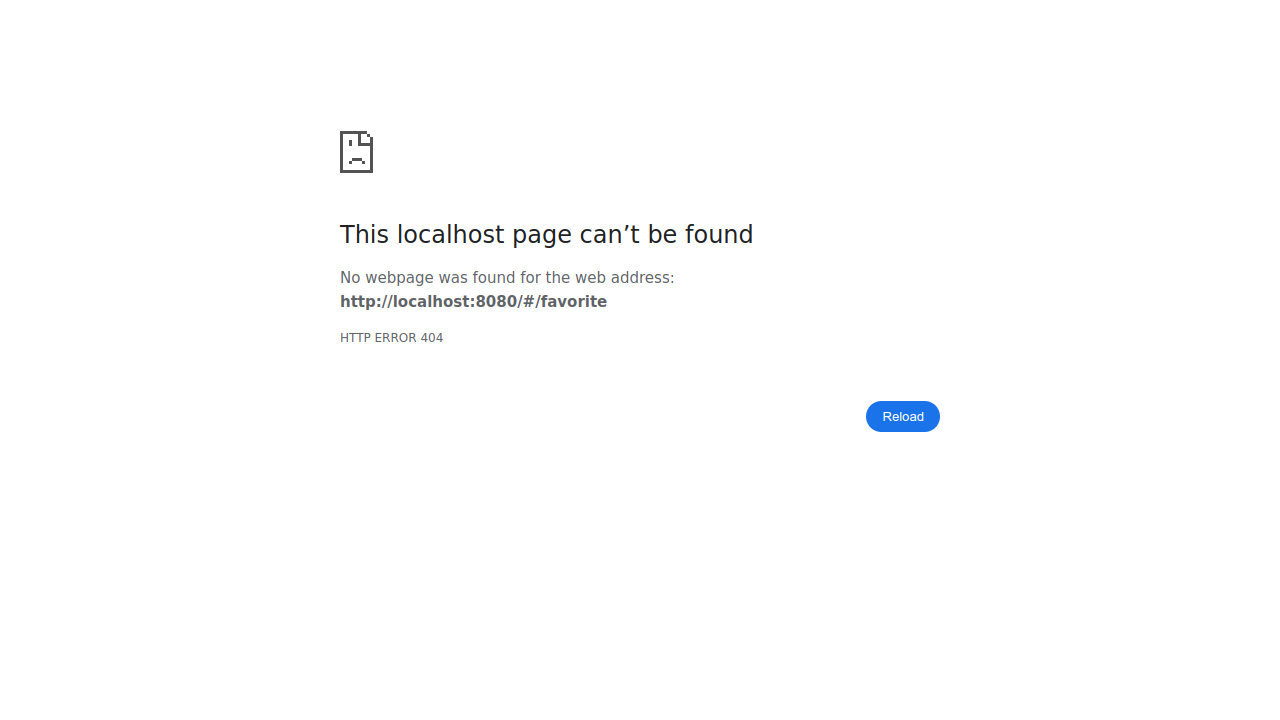 This localhost page can’t be found
No webpage was found for the web address:
http://localhost:8080/#/favorite
HTTP ERROR 404
Reload